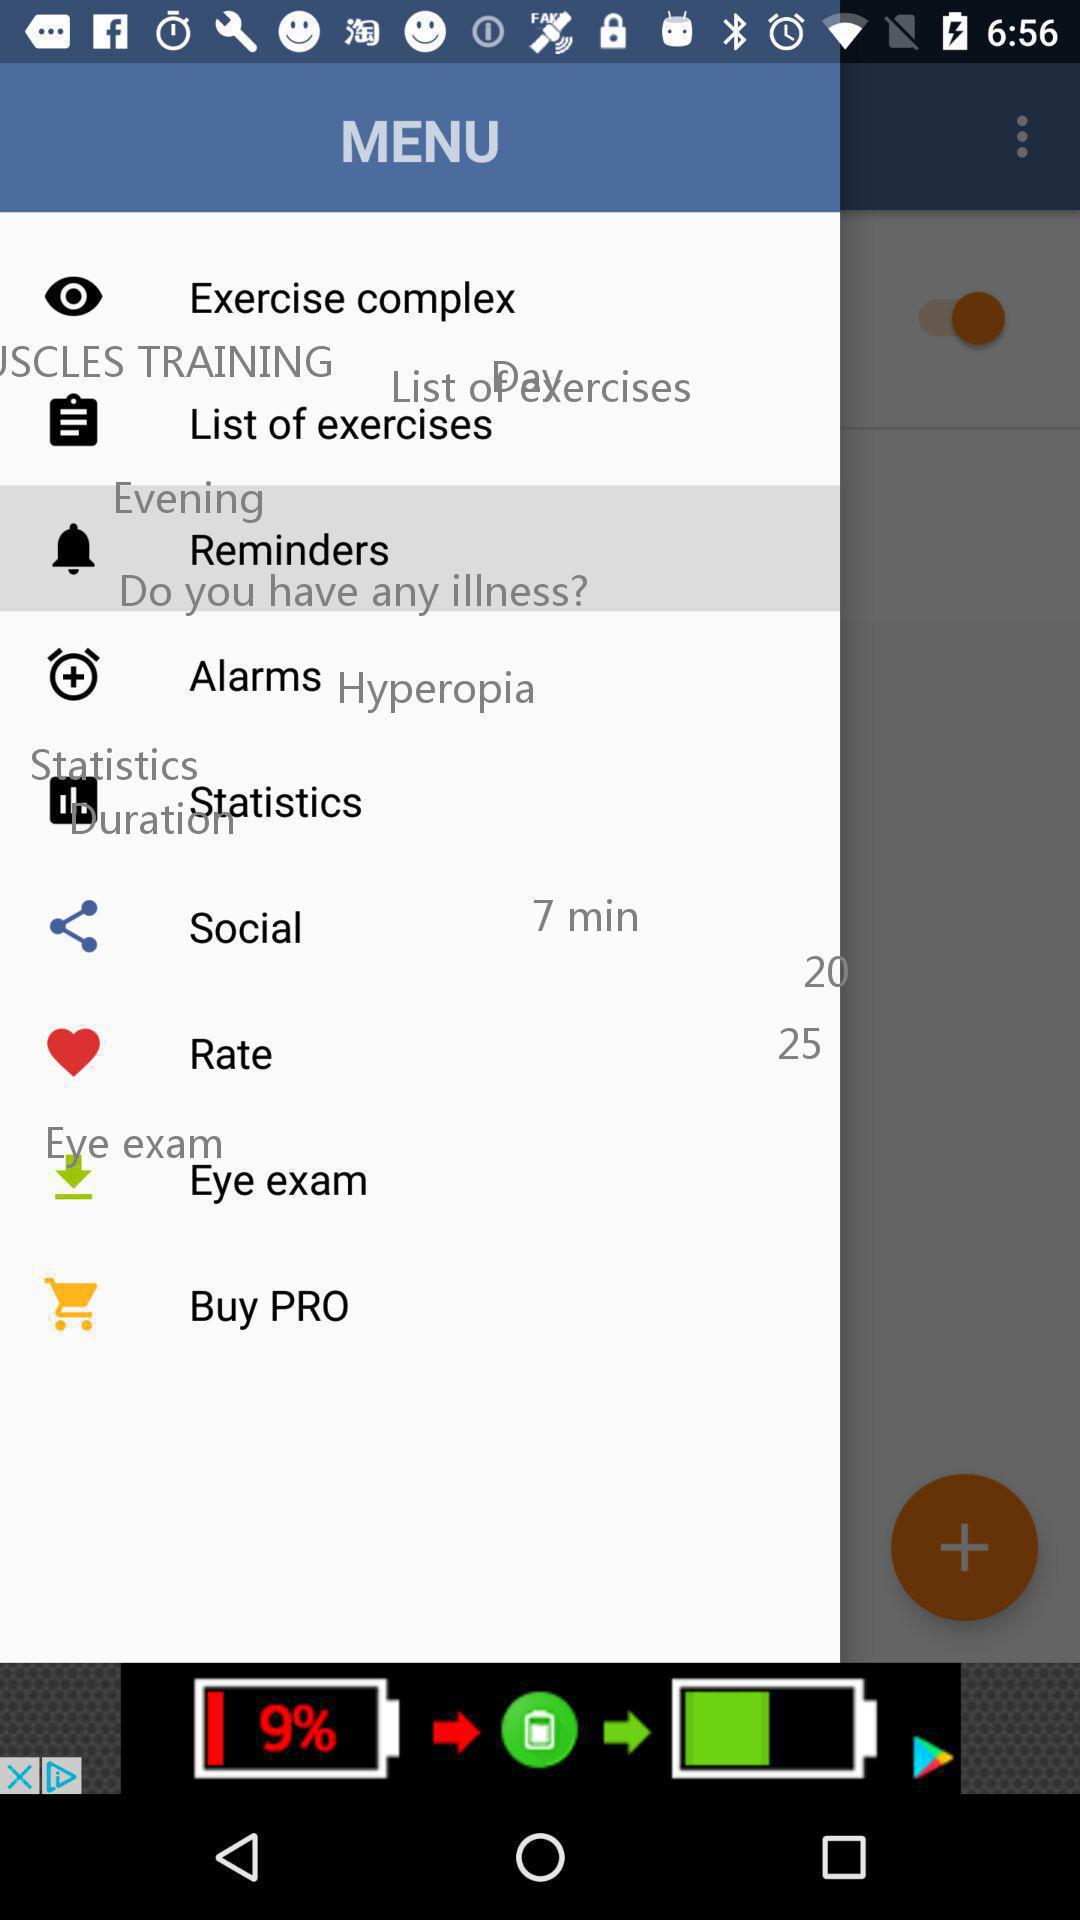 FAK 淘 6:56
MENU
Exercise complex
USCLES TRAINING
Day
List of exercises
List of exercises
Evening
Reminders
Do you have any illness?
Alarms
Hyperopia
Statistics
Statistics
Duration
Social
7 min
20
25
Rate
Eye exam
Eye exam
Buy PRO
9%